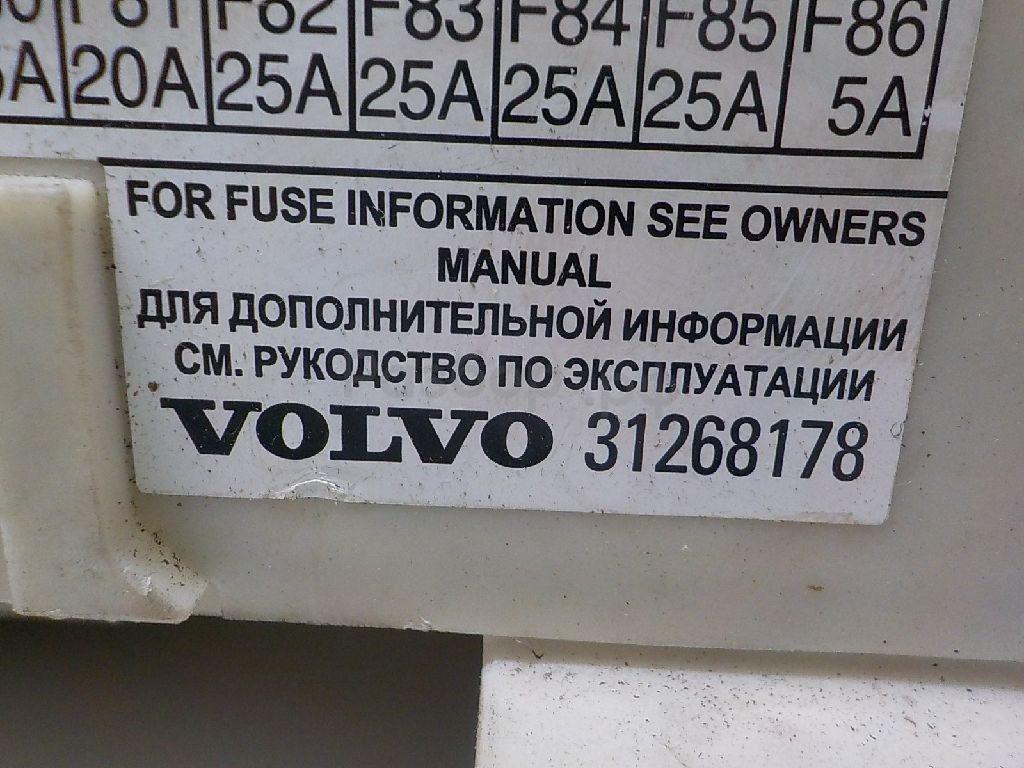 F81 F82 F83 F84 F85 F86
20A 25A 25A 25A 25A 5A
FOR FUSE INFORMATION SEE OWNERS
MANUAL
ДЛЯ ДОПОЛНИТЕЛЬНОЙ ИНФОРМАЦИИ
СМ. РУКОДСТВО ПО ЭКСПЛУАТАЦИИ
VOLVO 31268178